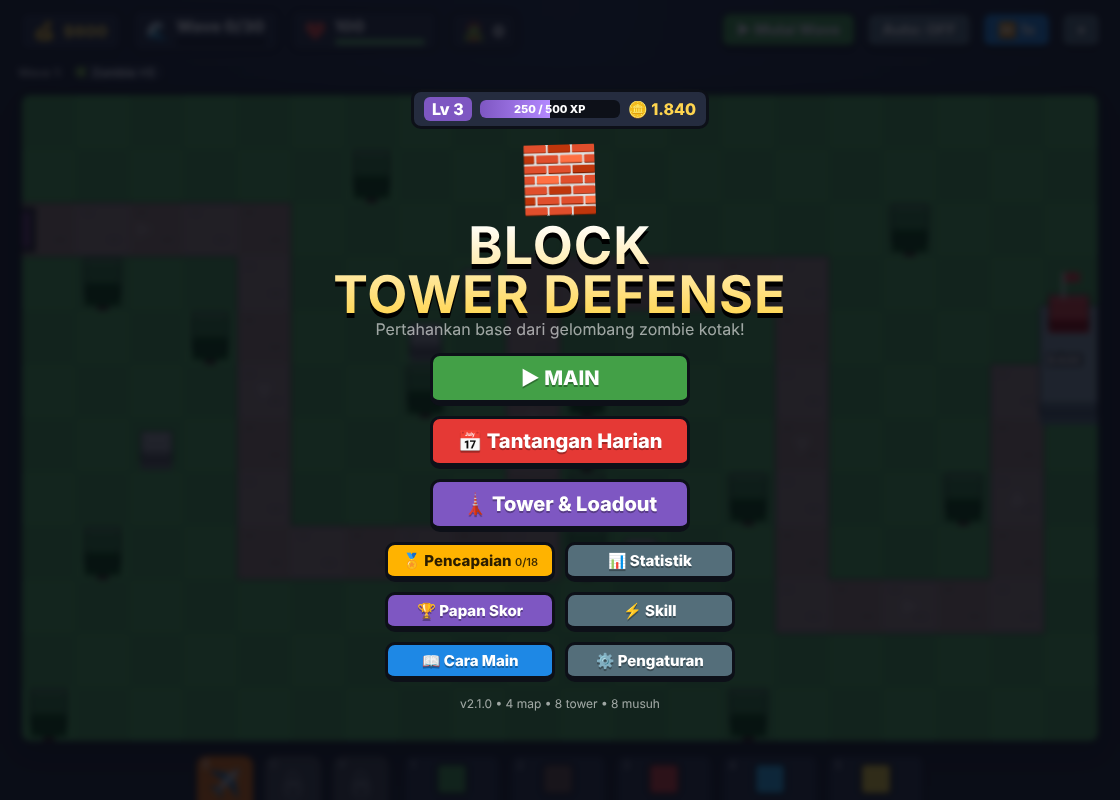 Lv 3 250 / 500 XP 1.840
BLOCK
TOWER DEFENSE
Pertahankan base dari gelombang zombie kotak!
▶ MAIN
Tantangan Harian
Tower & Loadout
Pencapaian 0/18
Statistik
Papan Skor
Skill
Cara Main
Pengaturan
v2.1.0 • 4 map • 8 tower • 8 musuh